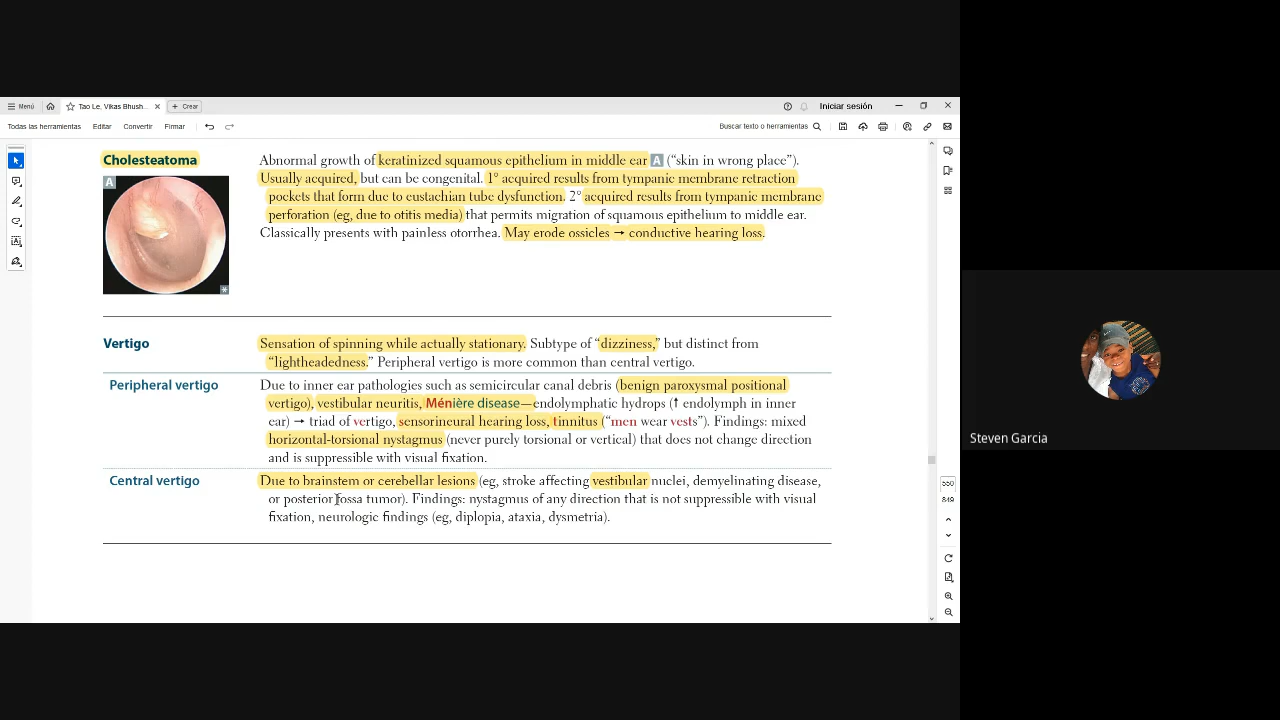 Menú
Tao Le, Vikas Bhush...
Crear
Iniciar sesión
Todas las herramientas Editar Convertir Firmar
Buscar texto o herramientas
Cholesteatoma
A
Abnormal growth of keratinized squamous epithelium in middle ear A (“skin in wrong place”).
Usually acquired, but can be congenital. 1° acquired results from tympanic membrane retraction
pockets that form due to eustachian tube dysfunction. 2° acquired results from tympanic membrane
perforation (eg, due to otitis media) that permits migration of squamous epithelium to middle ear.
Classically presents with painless otorrhea. May erode ossicles → conductive hearing loss.
Vertigo
Sensation of spinning while actually stationary. Subtype of “dizziness,” but distinct from
“lightheadedness.” Peripheral vertigo is more common than central vertigo.
Peripheral vertigo
Due to inner ear pathologies such as semicircular canal debris (benign paroxysmal positional
vertigo), vestibular neuritis, Ménière disease—endolymphatic hydrops (↑ endolymph in inner
ear) → triad of vertigo, sensorineural hearing loss, tinnitus (“men wear vests”). Findings: mixed
horizontal-torsional nystagmus (never purely torsional or vertical) that does not change direction
and is suppressible with visual fixation.
Central vertigo
Due to brainstem or cerebellar lesions (eg, stroke affecting vestibular nuclei, demyelinating disease,
or posterior fossa tumor). Findings: nystagmus of any direction that is not suppressible with visual
fixation, neurologic findings (eg, diplopia, ataxia, dysmetria).
550
849
Steven Garcia